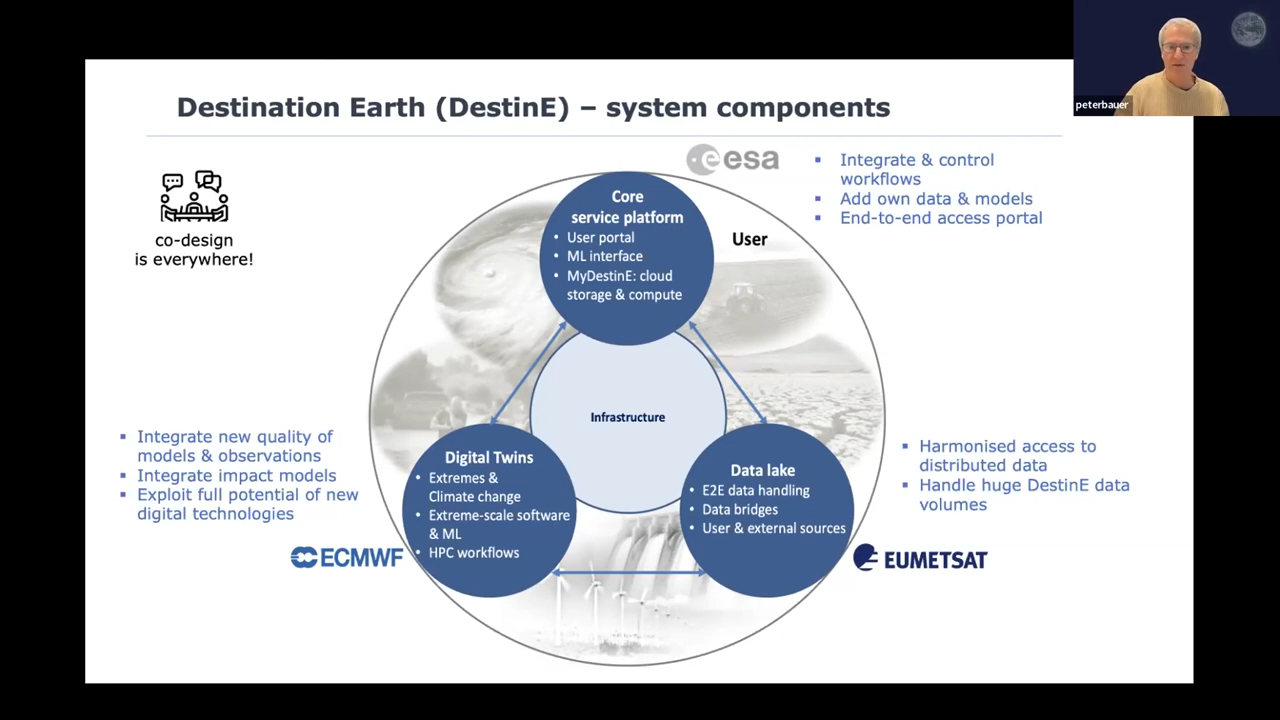 peterbauer
Destination Earth (DestinE) – system components
co-design
is everywhere!
esa
▪ Integrate & control
workflows
▪ Add own data & models
▪ End-to-end access portal
Core
service platform
• User portal
• ML interface
• MyDestinE: cloud
storage & compute
User
Infrastructure
▪ Integrate new quality of
models & observations
▪ Integrate impact models
▪ Exploit full potential of new
digital technologies
ECMWF
Digital Twins
• Extremes &
Climate change
• Extreme-scale software
& ML
• HPC workflows
Data lake
• E2E data handling
• Data bridges
• User & external sources
▪ Harmonised access to
distributed data
▪ Handle huge DestinE data
volumes
EUMETSAT